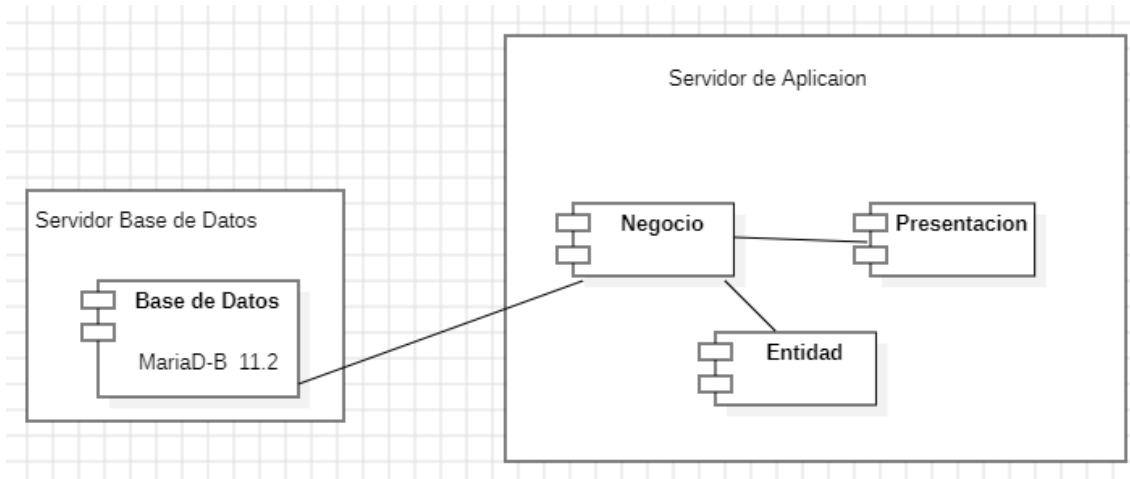 Servidor de Aplicaion
Servidor Base de Datos
Negocio
Presentacion
Base de Datos
MariaD-B 11.2
Entidad